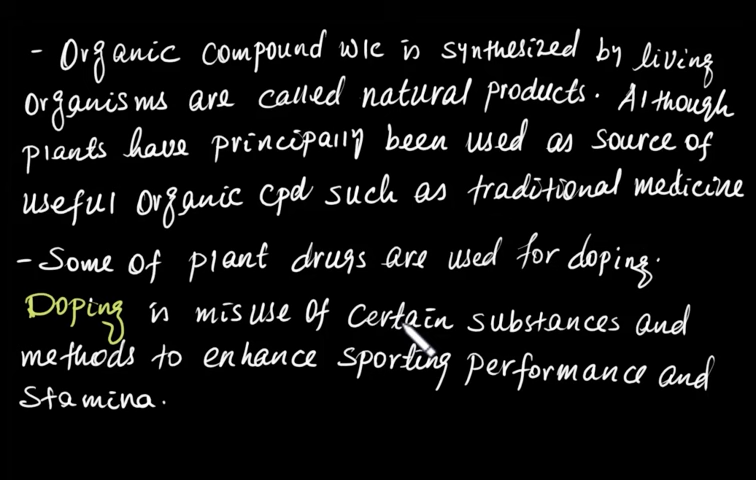 - Organic compound w/c is synthesized by living
organisms are called natural products. Although
plants have principally been used as source of
useful organic cpd such as traditional medicine
- Some of plant drugs are used for doping.
Doping is misuse of certain substances and
methods to enhance sporting performance and
stamina.